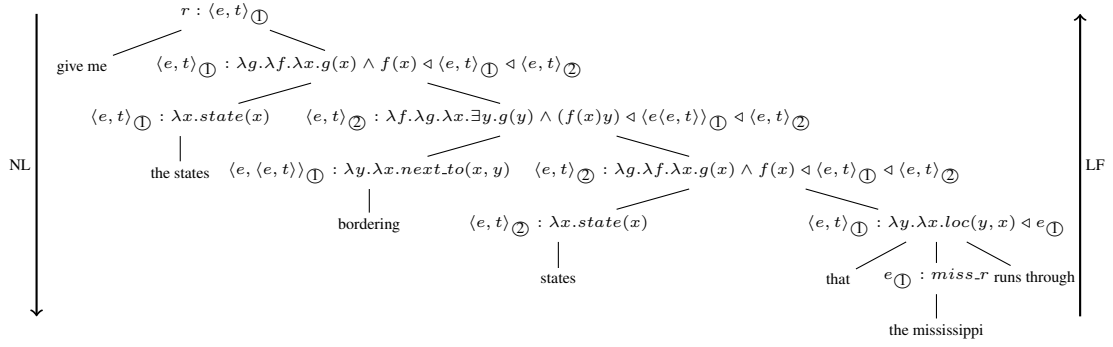 r : ⟨e, t⟩①
give me ⟨e, t⟩① : λg.λf.λx.g(x) ∧ f(x) ◁ ⟨e, t⟩① ◁ ⟨e, t⟩②
⟨e, t⟩① : λx.state(x) ⟨e, t⟩② : λf.λg.λx.∃y.g(y) ∧ (f(x)y) ◁ ⟨e⟨e, t⟩⟩① ◁ ⟨e, t⟩②
NL the states ⟨e, ⟨e, t⟩⟩① : λy.λx.next_to(x, y) ⟨e, t⟩② : λg.λf.λx.g(x) ∧ f(x) ◁ ⟨e, t⟩① ◁ ⟨e, t⟩② LF
bordering ⟨e, t⟩② : λx.state(x) ⟨e, t⟩① : λy.λx.loc(y, x) ◁ e①
states that e① : miss_r runs through
the mississippi